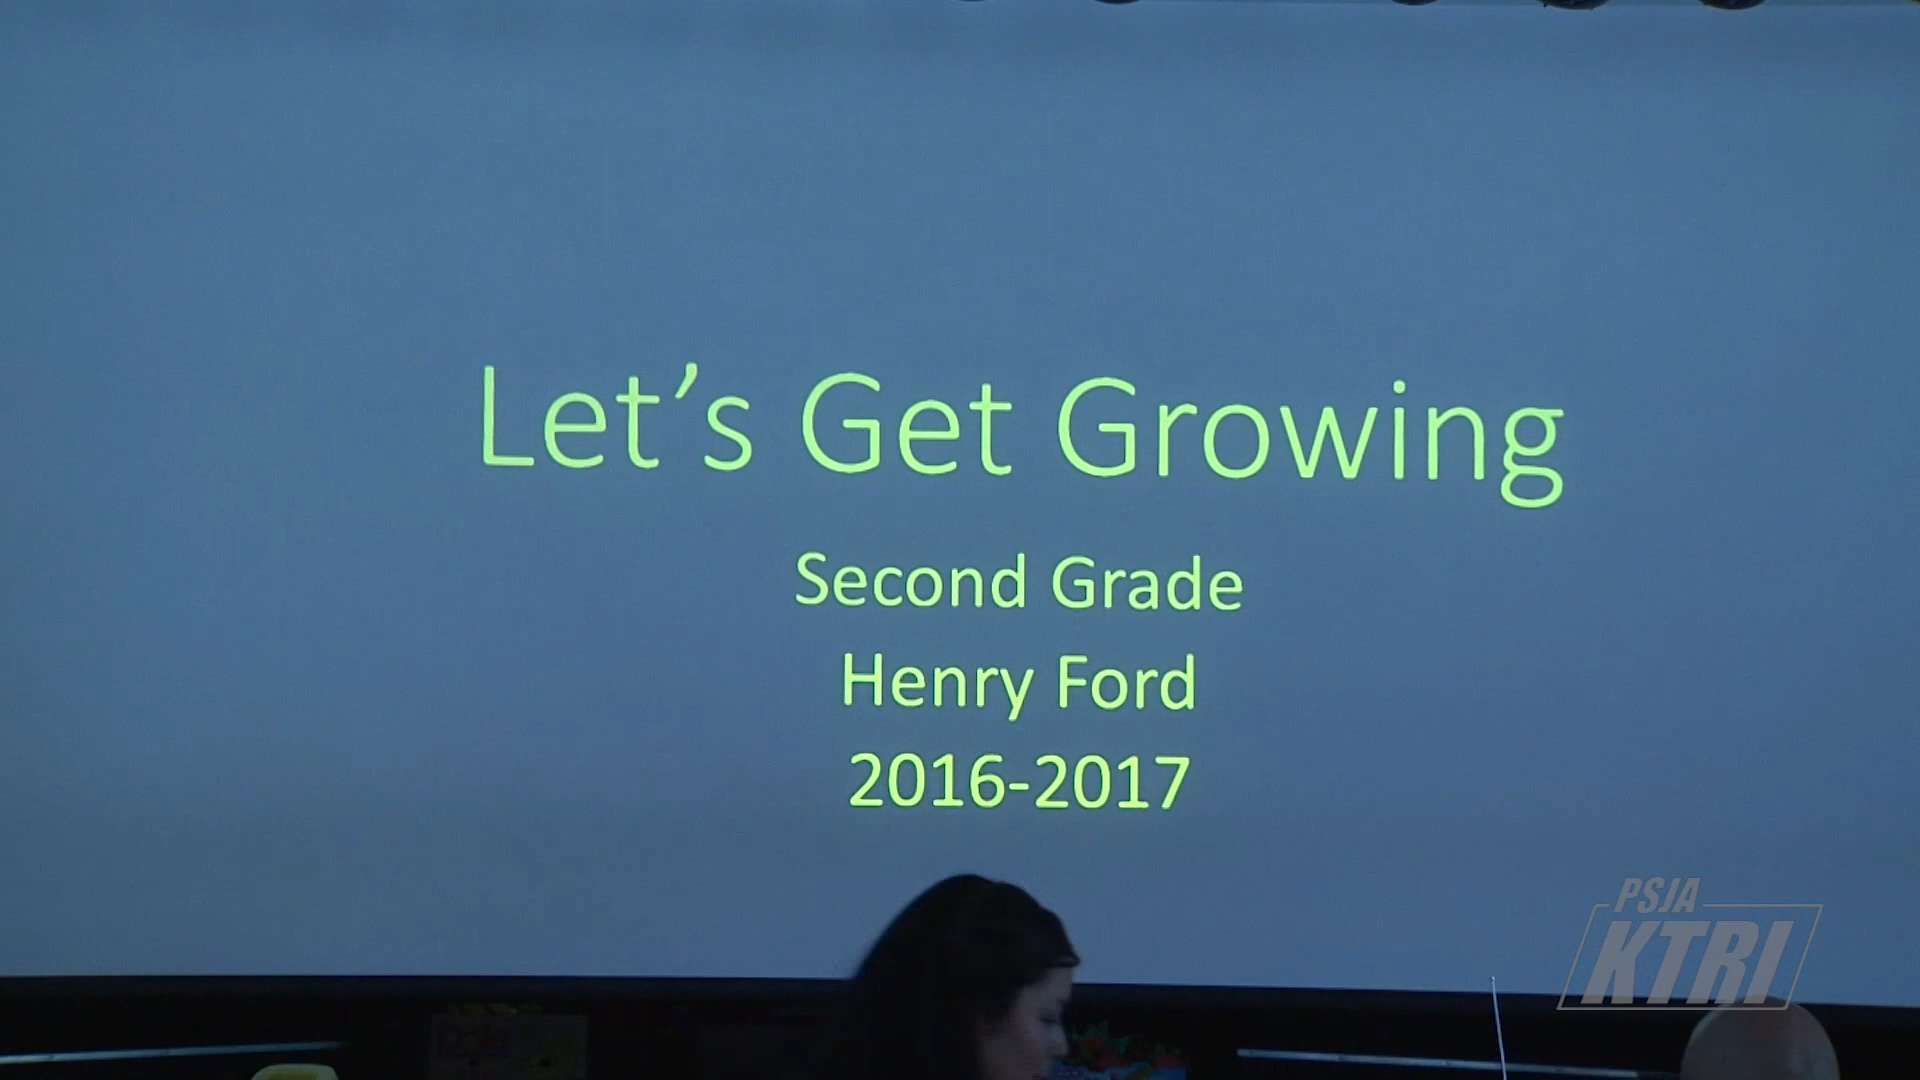 Let's Get Growing
Second Grade
Henry Ford
2016-2017
PSJA
KTRI